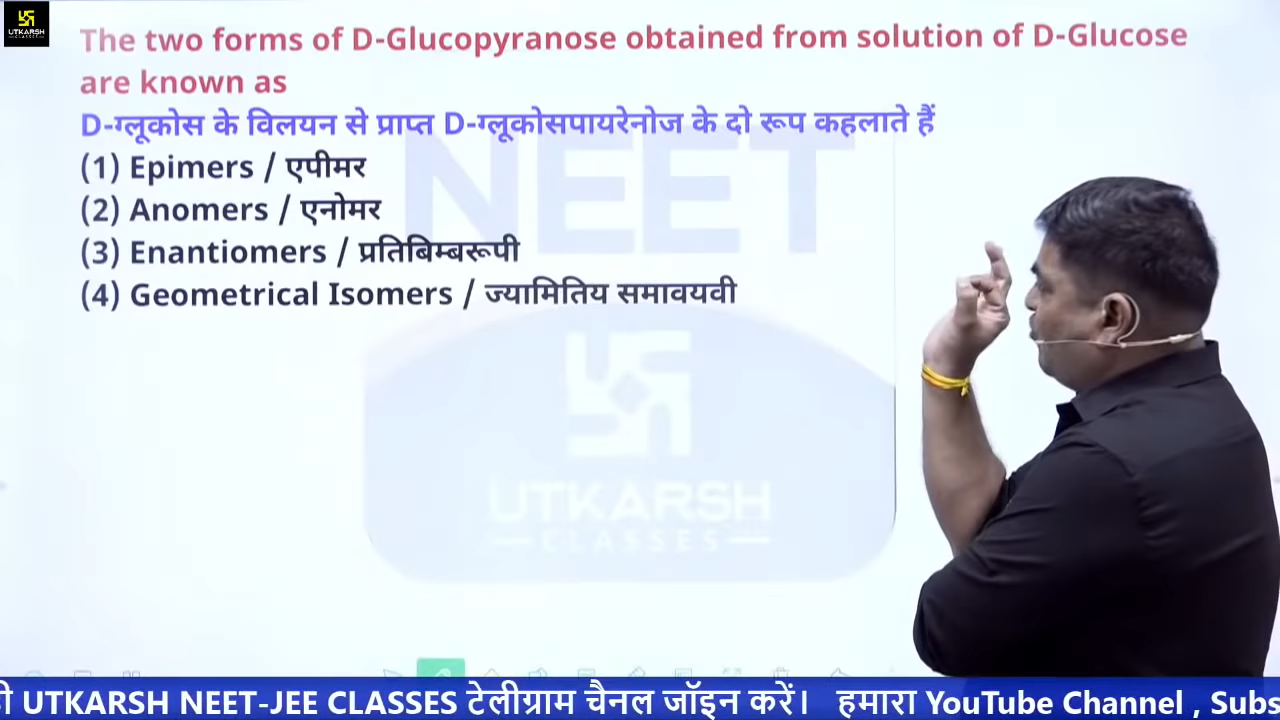 UTKARSH
CLASSES
The two forms of D-Glucopyranose obtained from solution of D-Glucose
are known as
D-ग्लूकोस के विलयन से प्राप्त D-ग्लूकोसपायरेनोज के दो रूप कहलाते हैं
(1) Epimers / एपीमर
(2) Anomers / एनोमर
(3) Enantiomers / प्रतिबिम्बरूपी
(4) Geometrical Isomers / ज्यामितिय समावयवी
NEET
UTKARSH
CLASSES
UTKARSH NEET-JEE CLASSES टेलीग्राम चैनल जॉइन करें। हमारा YouTube Channel , Subs